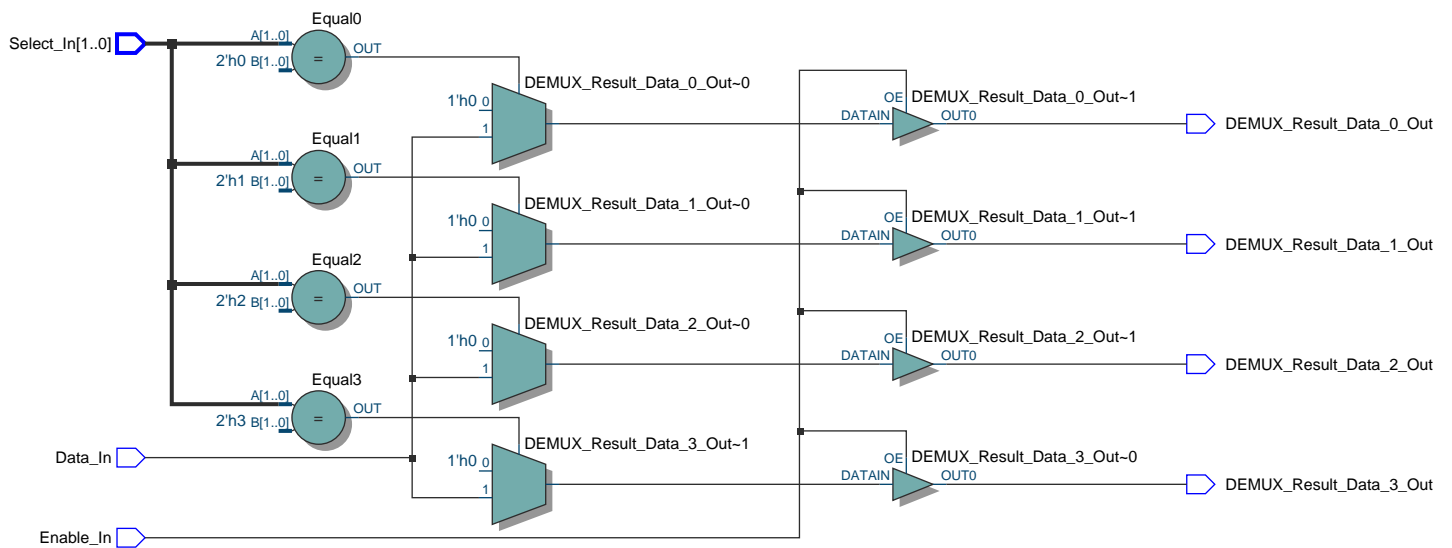 Equal0
Select_In[1..0]
A[1..0]
OUT
2'h0 B[1..0]
=
DEMUX_Result_Data_0_Out~0
1'h0 0
1
OE
DEMUX_Result_Data_0_Out~1
DATAIN
OUT0
DEMUX_Result_Data_0_Out
Equal1
A[1..0]
OUT
2'h1 B[1..0]
=
DEMUX_Result_Data_1_Out~0
1'h0 0
1
OE
DEMUX_Result_Data_1_Out~1
DATAIN
OUT0
DEMUX_Result_Data_1_Out
Equal2
A[1..0]
OUT
2'h2 B[1..0]
=
DEMUX_Result_Data_2_Out~0
1'h0 0
1
OE
DEMUX_Result_Data_2_Out~1
DATAIN
OUT0
DEMUX_Result_Data_2_Out
Equal3
A[1..0]
OUT
2'h3 B[1..0]
=
DEMUX_Result_Data_3_Out~1
1'h0 0
1
OE
DEMUX_Result_Data_3_Out~0
DATAIN
OUT0
DEMUX_Result_Data_3_Out
Data_In
Enable_In